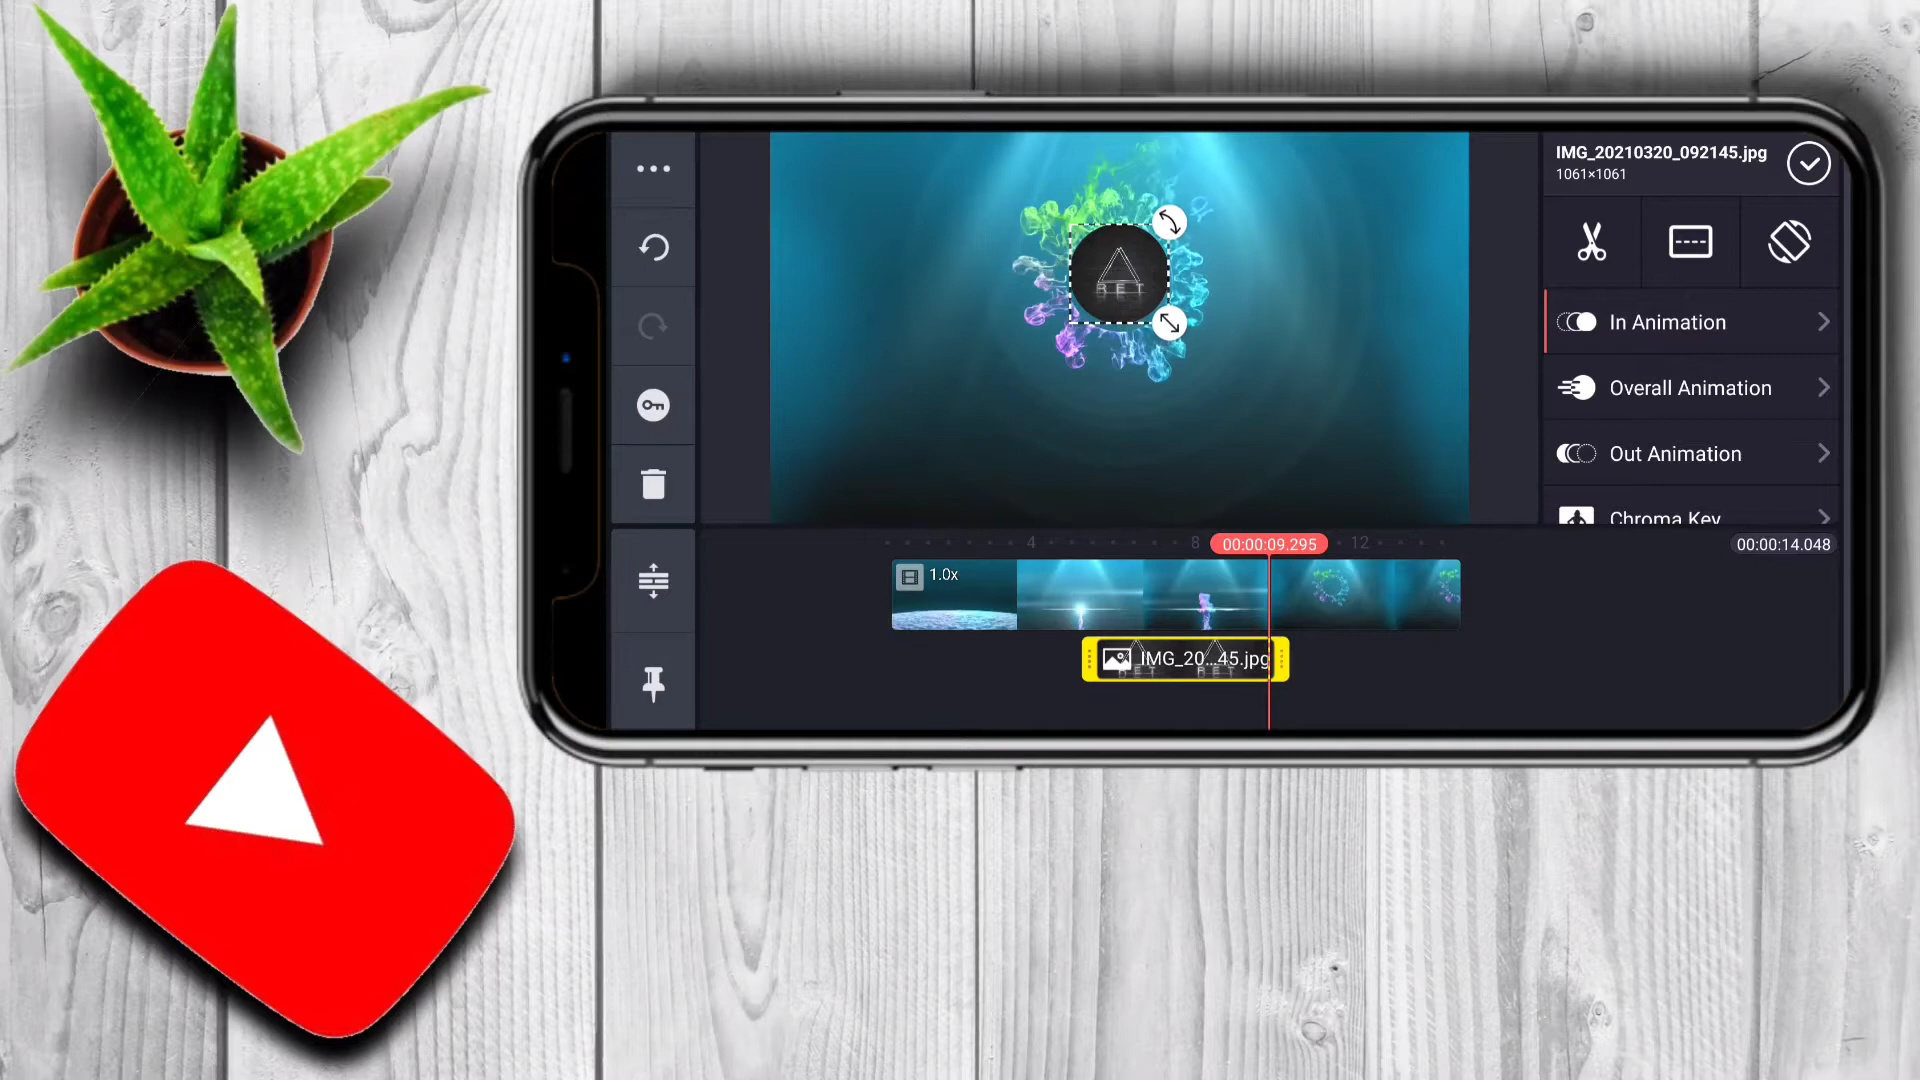 IMG_20210320_092145.jpg
1061×1061
In Animation
Overall Animation
Out Animation
Chroma Key
RET
4
8
00:00:09.295
12
00:00:14.048
1.0x
IMG_20...45.jpg